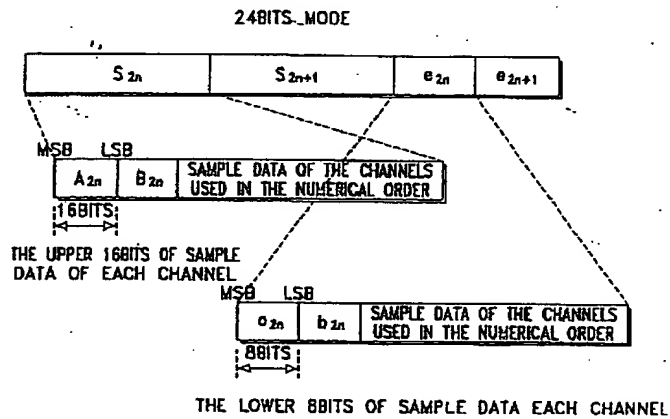 24BITS_MODE
S2n S2n+1 e2n e2n+1
MSB LSB
A2n B2n SAMPLE DATA OF THE CHANNELS
USED IN THE NUMERICAL ORDER
16BITS
THE UPPER 16BITS OF SAMPLE
DATA OF EACH CHANNEL
MSB LSB
a2n b2n SAMPLE DATA OF THE CHANNELS
USED IN THE NUMERICAL ORDER
8BITS
THE LOWER 8BITS OF SAMPLE DATA EACH CHANNEL